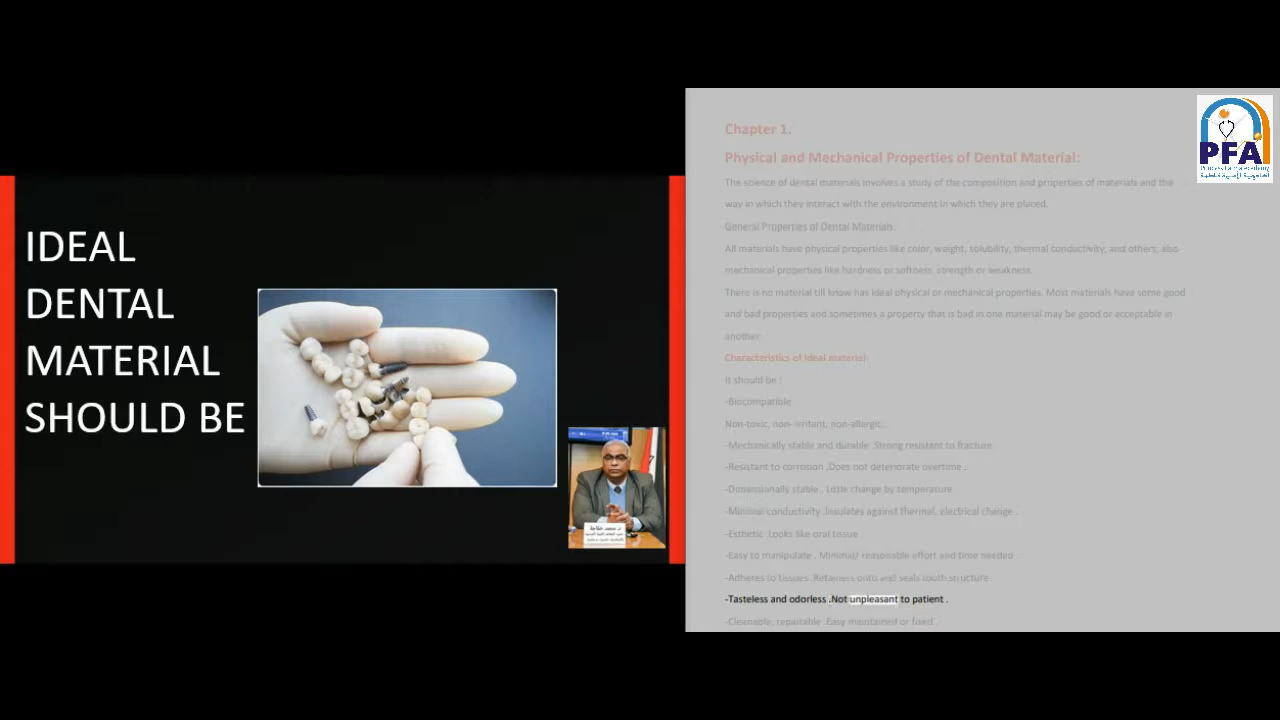 IDEAL
DENTAL
MATERIAL
SHOULD BE
Chapter 1.
Physical and Mechanical Properties of Dental Material:
The science of dental materials involves a study of the composition and properties of materials and the
way in which they interact with the environment in which they are placed.
General Properties of Dental Materials.
All materials have physical properties like color, weight, solubility, thermal conductivity, and others, also
mechanical properties like hardness or softness, strength or weakness.
There is no material till know has ideal physical or mechanical properties. Most materials have some good
and bad properties and sometimes a property that is bad in one material may be good or acceptable in
another.
Characteristics of ideal material:
It should be :
-Biocompatible
Non-toxic, non- irritant, non-allergic.
-Mechanically stable and durable .Strong resistant to fracture.
-Resistant to corrosion .Does not deteriorate overtime .
-Dimensionally stable . Little change by temperature
-Minimal conductivity .Insulates against thermal, electrical change .
-Esthetic .Looks like oral tissue
-Easy to manipulate . Minimal/ reasonable effort and time needed .
-Adheres to tissues .Retainers onto and seals tooth structure
-Tasteless and odorless .Not unpleasant to patient .
-Cleanable, repairable .Easy maintained or fixed .
PFA
أكاديمية الأميرة فاطمة
د. محمد خفاجة